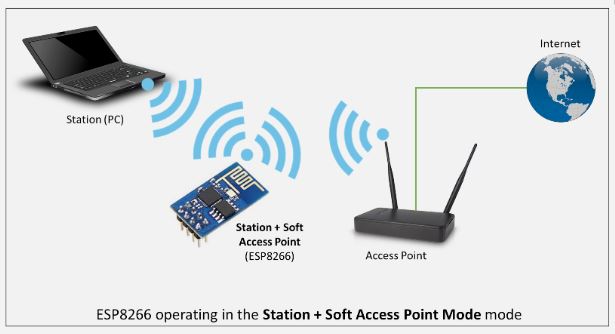 Internet
Station (PC)
Station + Soft
Access Point
(ESP8266)
Access Point
ESP8266 operating in the Station + Soft Access Point Mode mode